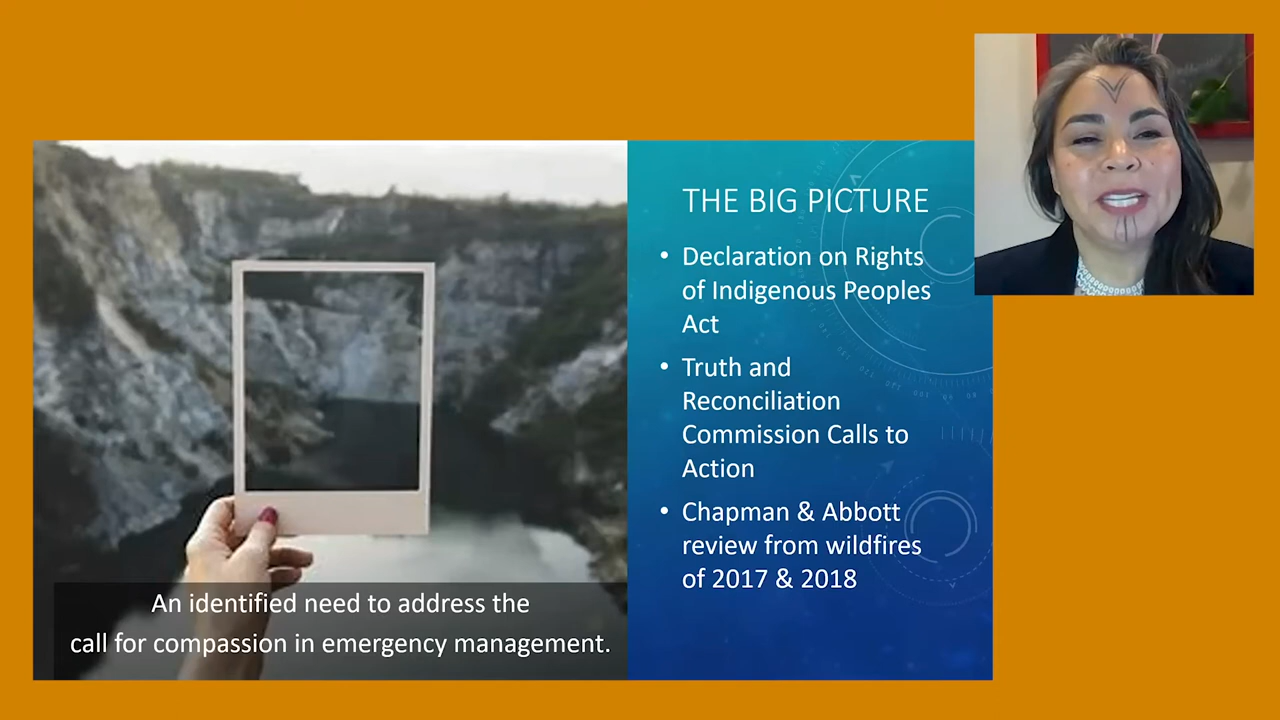 THE BIG PICTURE
• Declaration on Rights
of Indigenous Peoples
Act
• Truth and
Reconciliation
Commission Calls to
Action
• Chapman & Abbott
review from wildfires
of 2017 & 2018
An identified need to address the
call for compassion in emergency management.